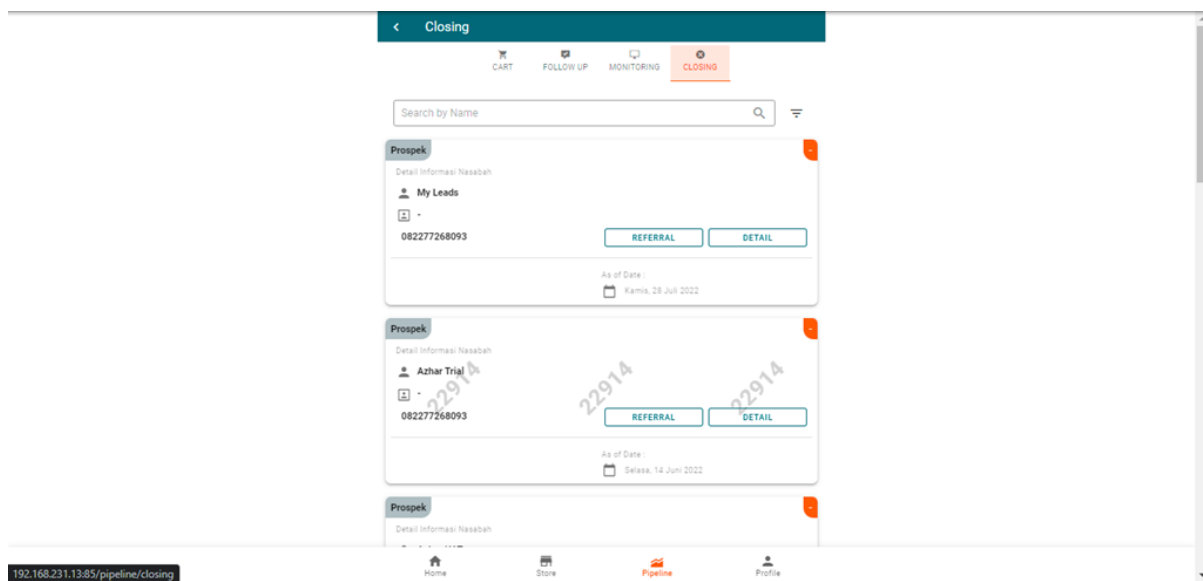 Closing
CART FOLLOW UP MONITORING CLOSING
Search by Name
Prospek -
Detail Informasi Nasabah
My Leads
-
082277268093 REFERRAL DETAIL
As of Date :
Kamis, 28 Juli 2022
Prospek -
Detail Informasi Nasabah
Azhar Trial
-
22914 22914 22914
082277268093 REFERRAL DETAIL
As of Date :
Selasa, 14 Juni 2022
Prospek -
Detail Informasi Nasabah
Home Store Pipeline Profile
192.168.231.13:85/pipeline/closing